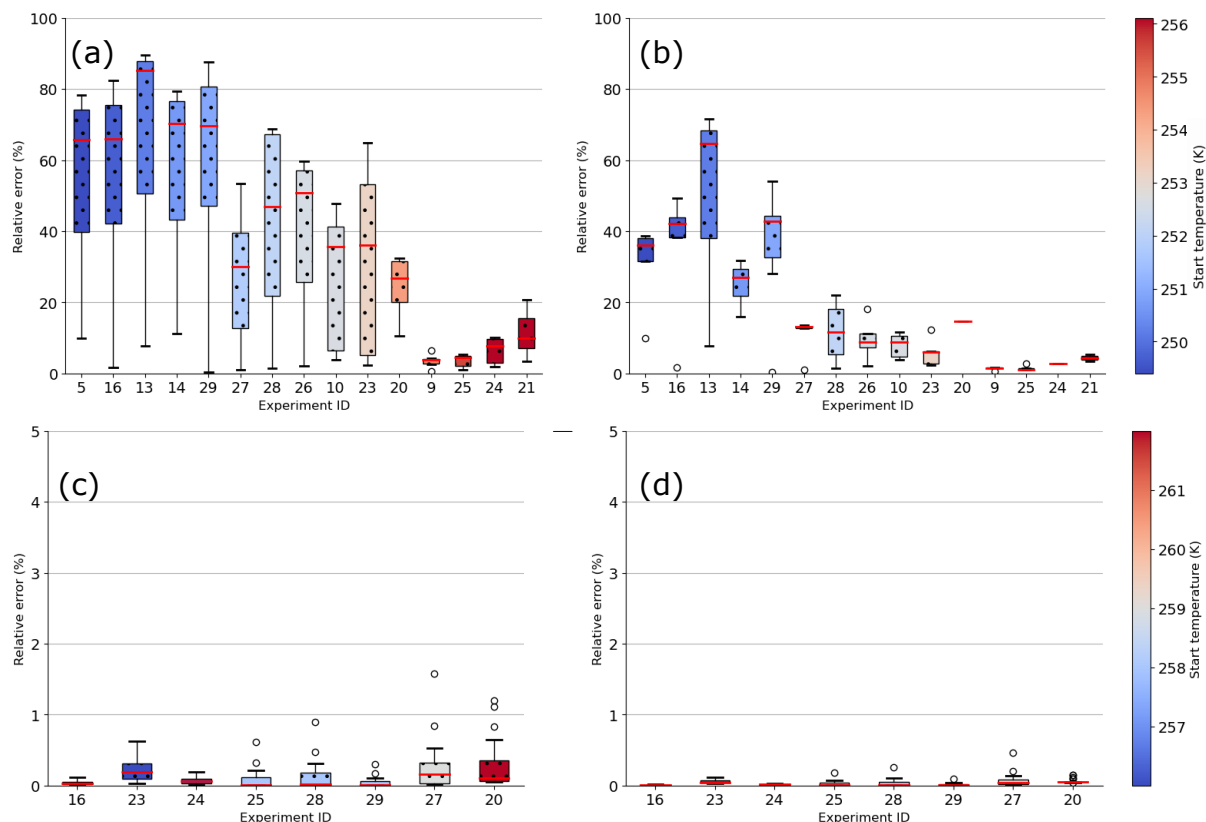 (a)
Relative error (%)
100
80
60
40
20
0
5 16 13 14 29 27 28 26 10 23 20 9 25 24 21
Experiment ID
(b)
Relative error (%)
100
80
60
40
20
0
5 16 13 14 29 27 28 26 10 23 20 9 25 24 21
Experiment ID
256
255
254
253
252
251
250
Start temperature (K)
(c)
Relative error (%)
5
4
3
2
1
0
16 23 24 25 28 29 27 20
Experiment ID
(d)
Relative error (%)
5
4
3
2
1
0
16 23 24 25 28 29 27 20
Experiment ID
261
260
259
258
257
Start temperature (K)